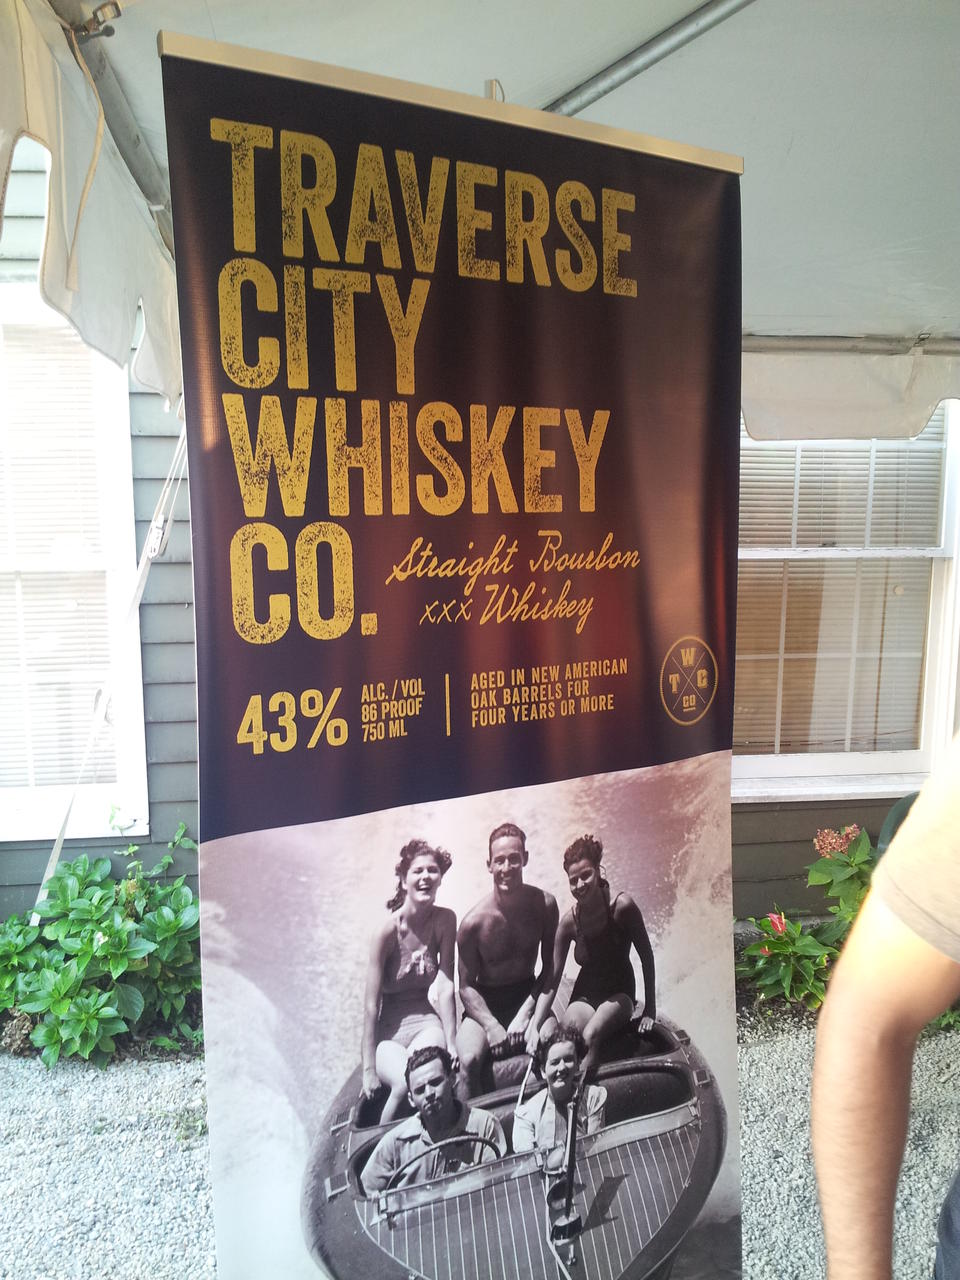 TRAVERSE
CITY
WHISKEY
CO.
Straight Bourbon
xxx Whiskey
43%
ALC. / VOL
86 PROOF
750 ML
AGED IN NEW AMERICAN
OAK BARRELS FOR
FOUR YEARS OR MORE
W
T C
CO